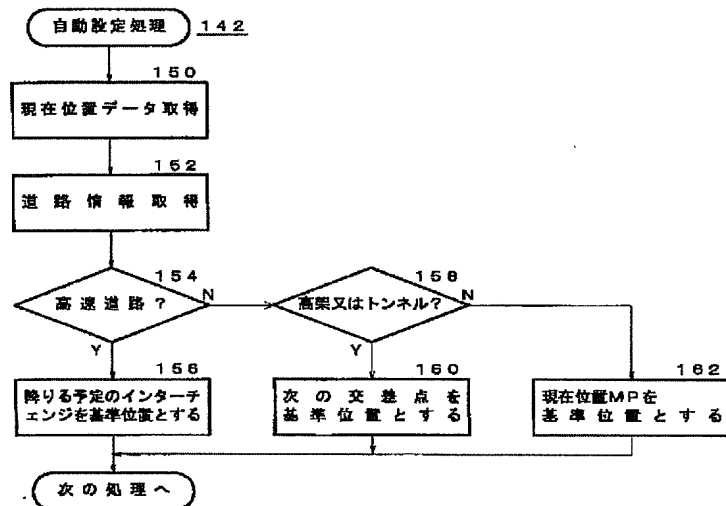 自動設定処理 142
150
現在位置データ取得
152
道路情報取得
154
高速道路？
N
Y
158
高架又はトンネル？
N
Y
156
降りる予定のインターチ
ェンジを基準位置とする
160
次の交差点を
基準位置とする
162
現在位置MPを
基準位置とする
次の処理へ